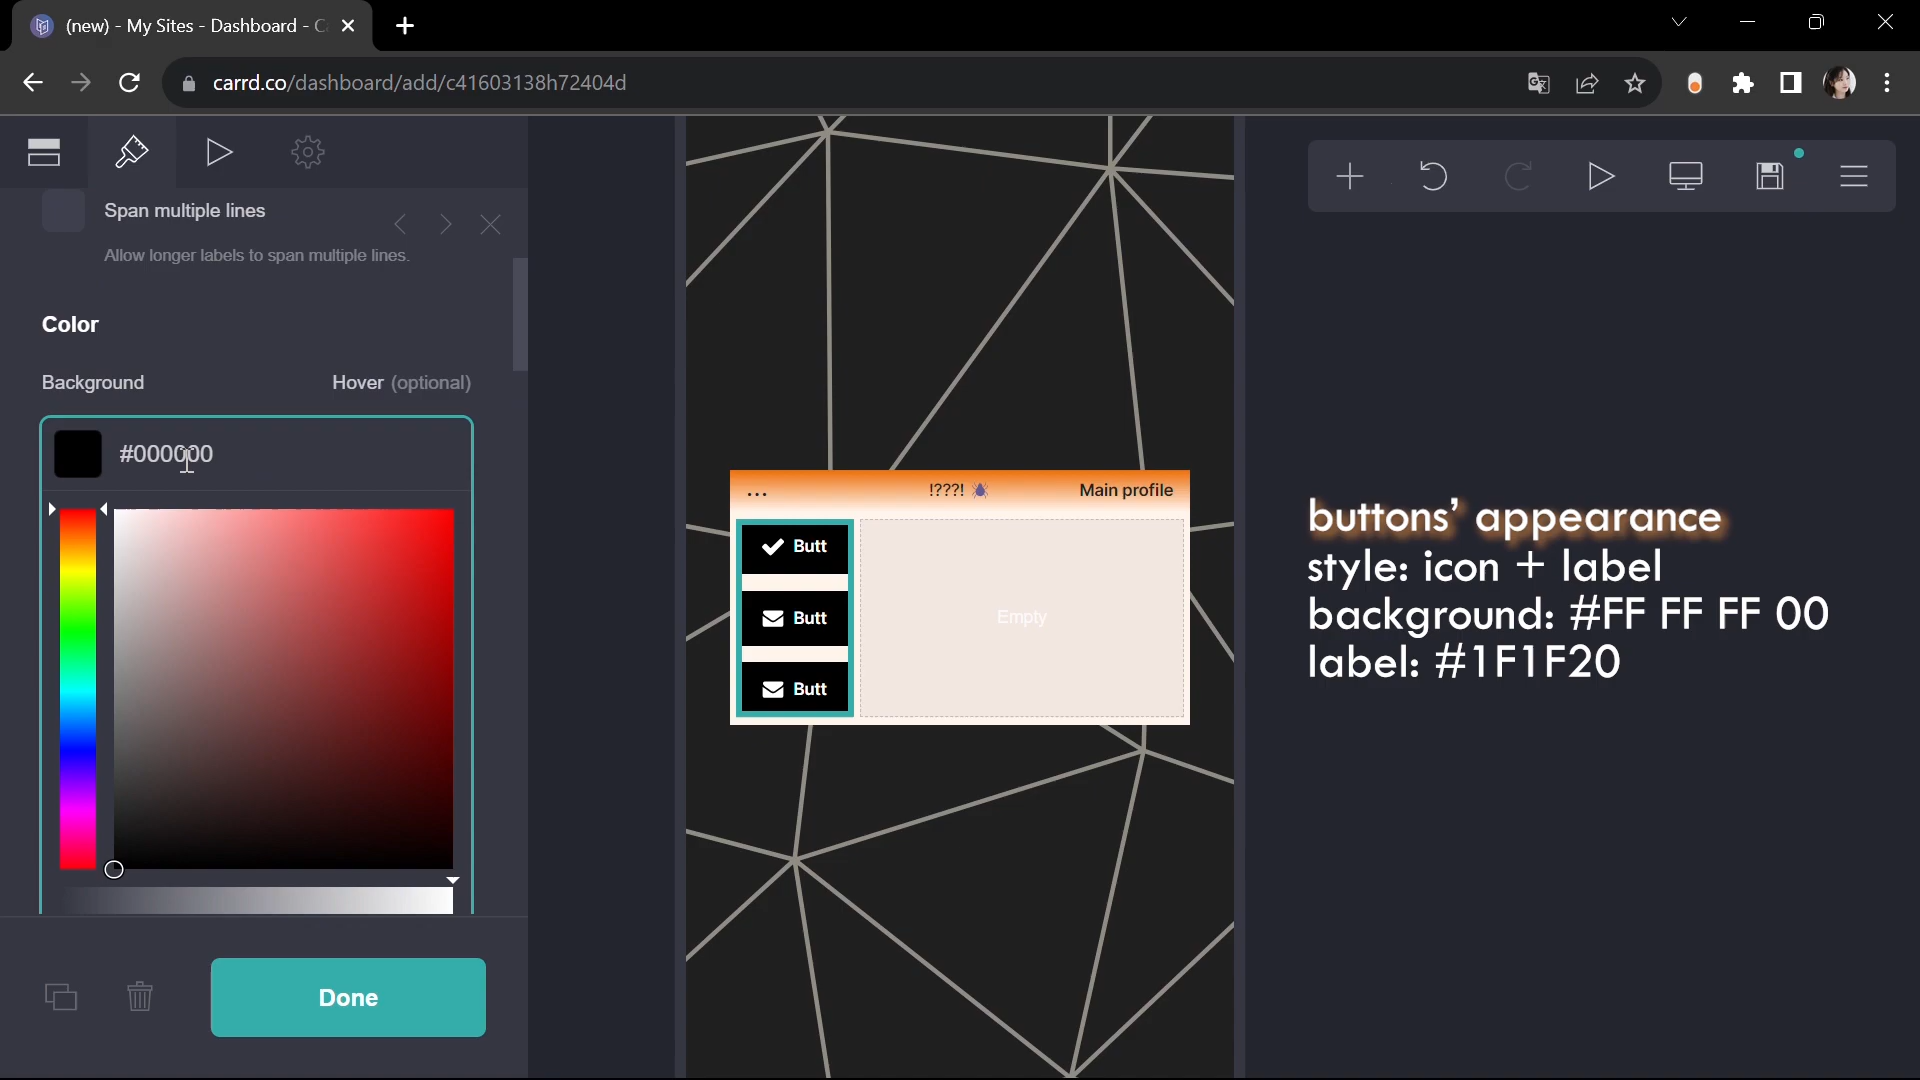 (new) - My Sites - Dashboard - C
carrd.co/dashboard/add/c41603138h72404d
Span multiple lines
Allow longer labels to span multiple lines.
Color
Background
Hover (optional)
#000000
Done
...
!???!
Main profile
Butt
Butt
Butt
Empty
buttons’ appearance
style: icon + label
background: #FF FF FF 00
label: #1F1F20